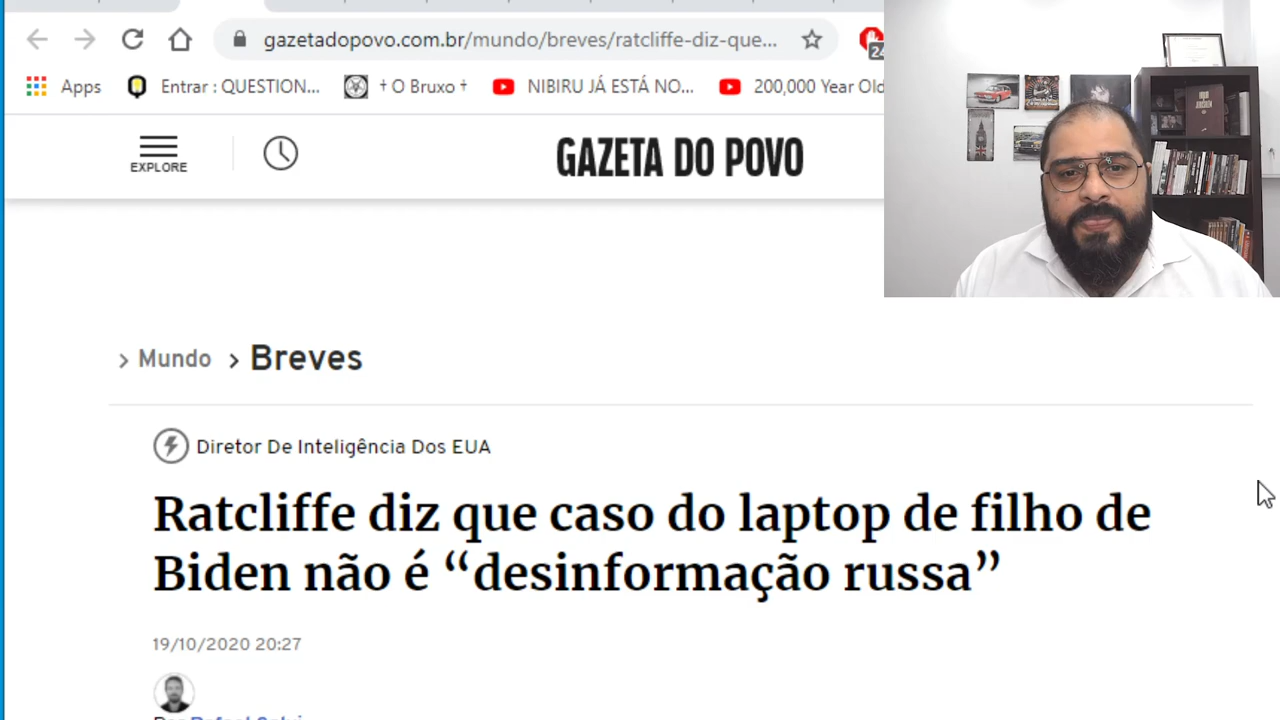 gazetadopovo.com.br/mundo/breves/ratcliffe-diz-que...
Apps Entrar : QUESTION... † O Bruxo † NIBIRU JÁ ESTÁ NO... 200,000 Year Old
EXPLORE
GAZETA DO POVO
> Mundo > Breves
Diretor De Inteligência Dos EUA
Ratcliffe diz que caso do laptop de filho de
Biden não é “desinformação russa”
19/10/2020 20:27